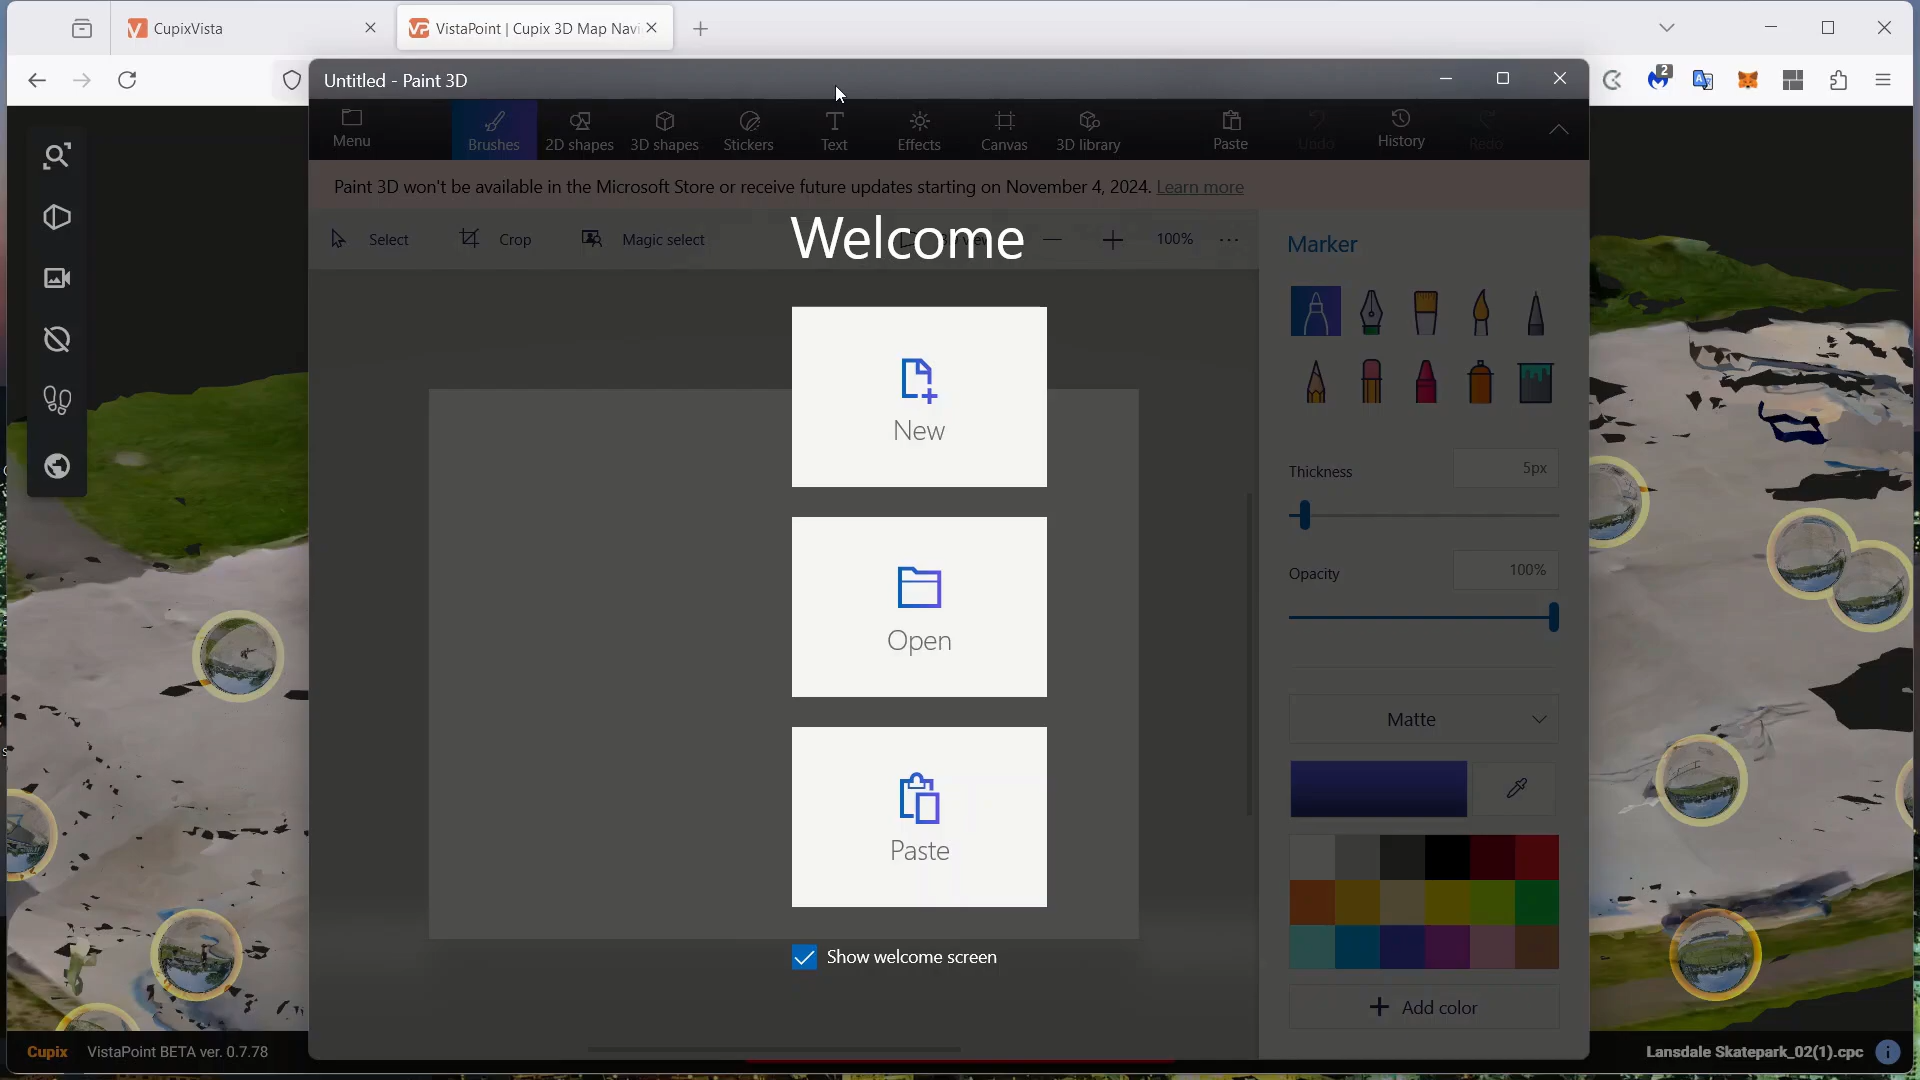 CupixVista
VistaPoint | Cupix 3D Map Navi
2
Untitled - Paint 3D
Menu
Brushes
2D shapes
3D shapes
Stickers
Text
Effects
Canvas
3D library
Paste
Undo
History
Redo
Paint 3D won't be available in the Microsoft Store or receive future updates starting on November 4, 2024. Learn more
Select
Crop
Magic select
100%
Welcome
Marker
New
Open
Paste
Show welcome screen
Thickness
5px
Opacity
100%
Matte
Add color
Cupix VistaPoint BETA ver. 0.7.78
Lansdale Skatepark_02(1).cpc